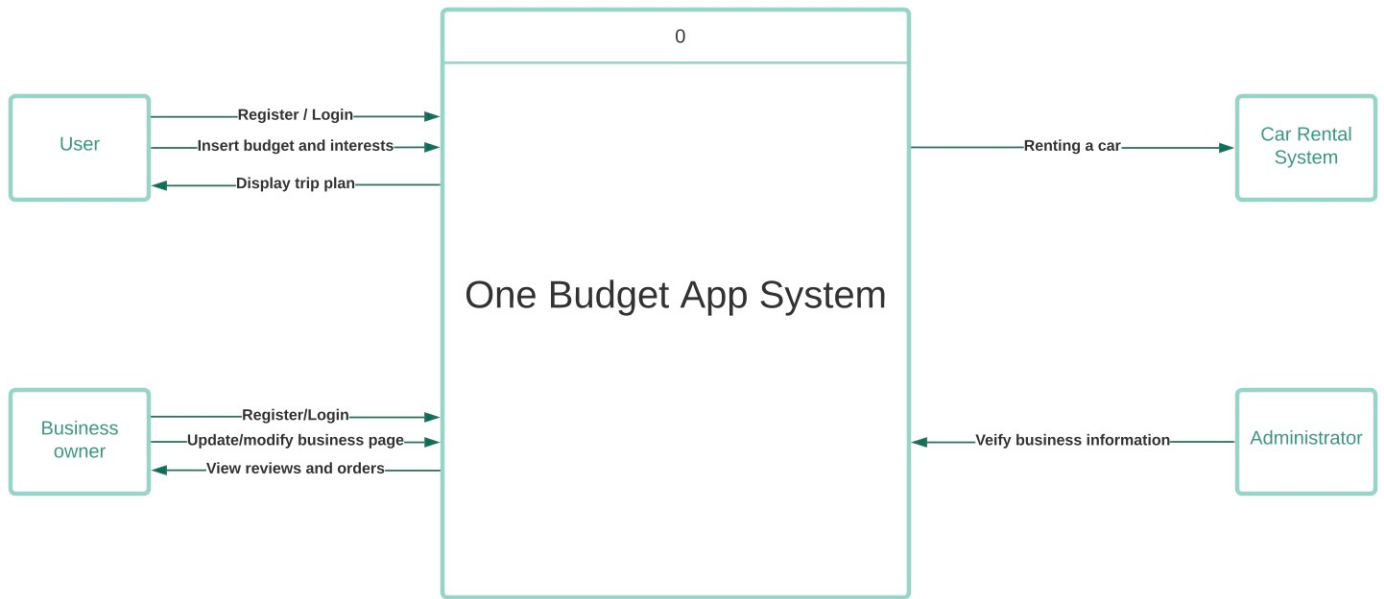 0
Register / Login
User
Insert budget and interests
Display trip plan
Renting a car
Car Rental
System
One Budget App System
Register/Login
Business
owner
Update/modify business page
View reviews and orders
Veify business information
Administrator